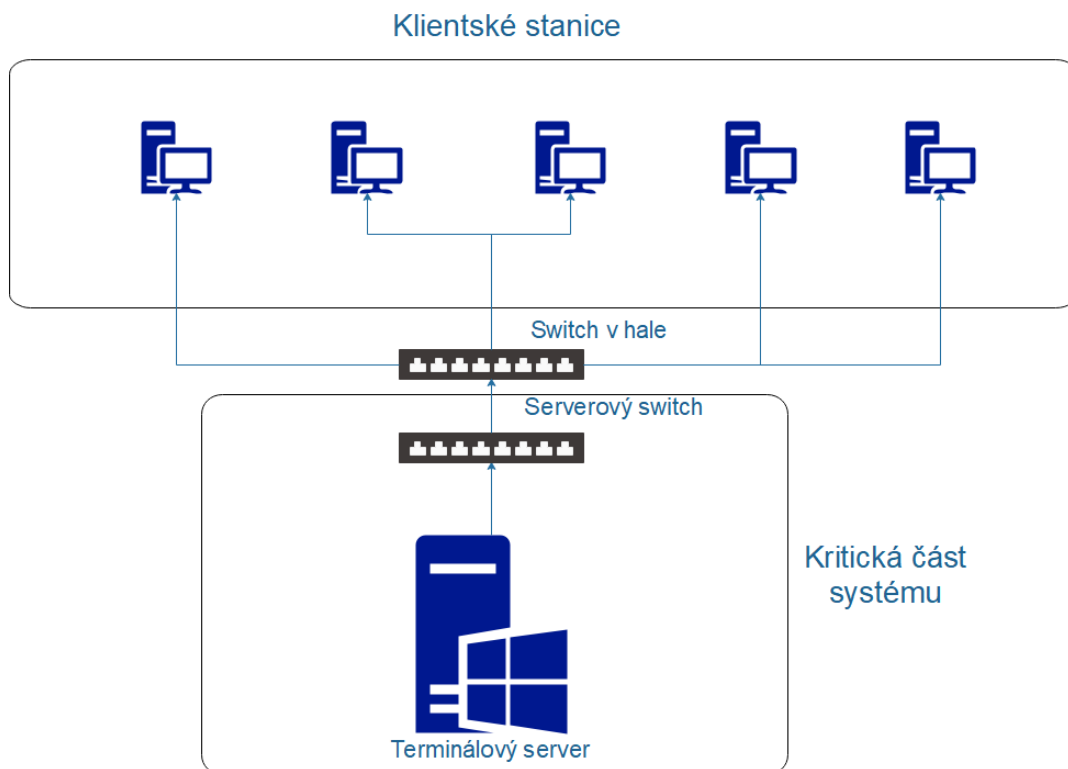 Klientské stanice
Switch v hale
Serverový switch
Kritická část
systému
Terminálový server